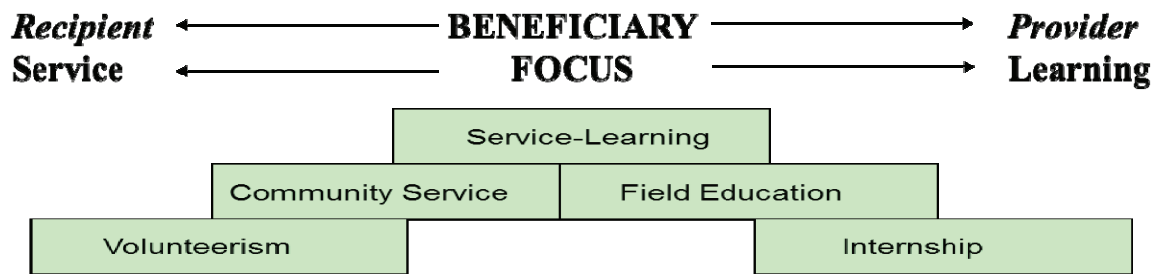 Recipient BENEFICIARY Provider
Service FOCUS Learning
Service-Learning
Community Service Field Education
Volunteerism Internship